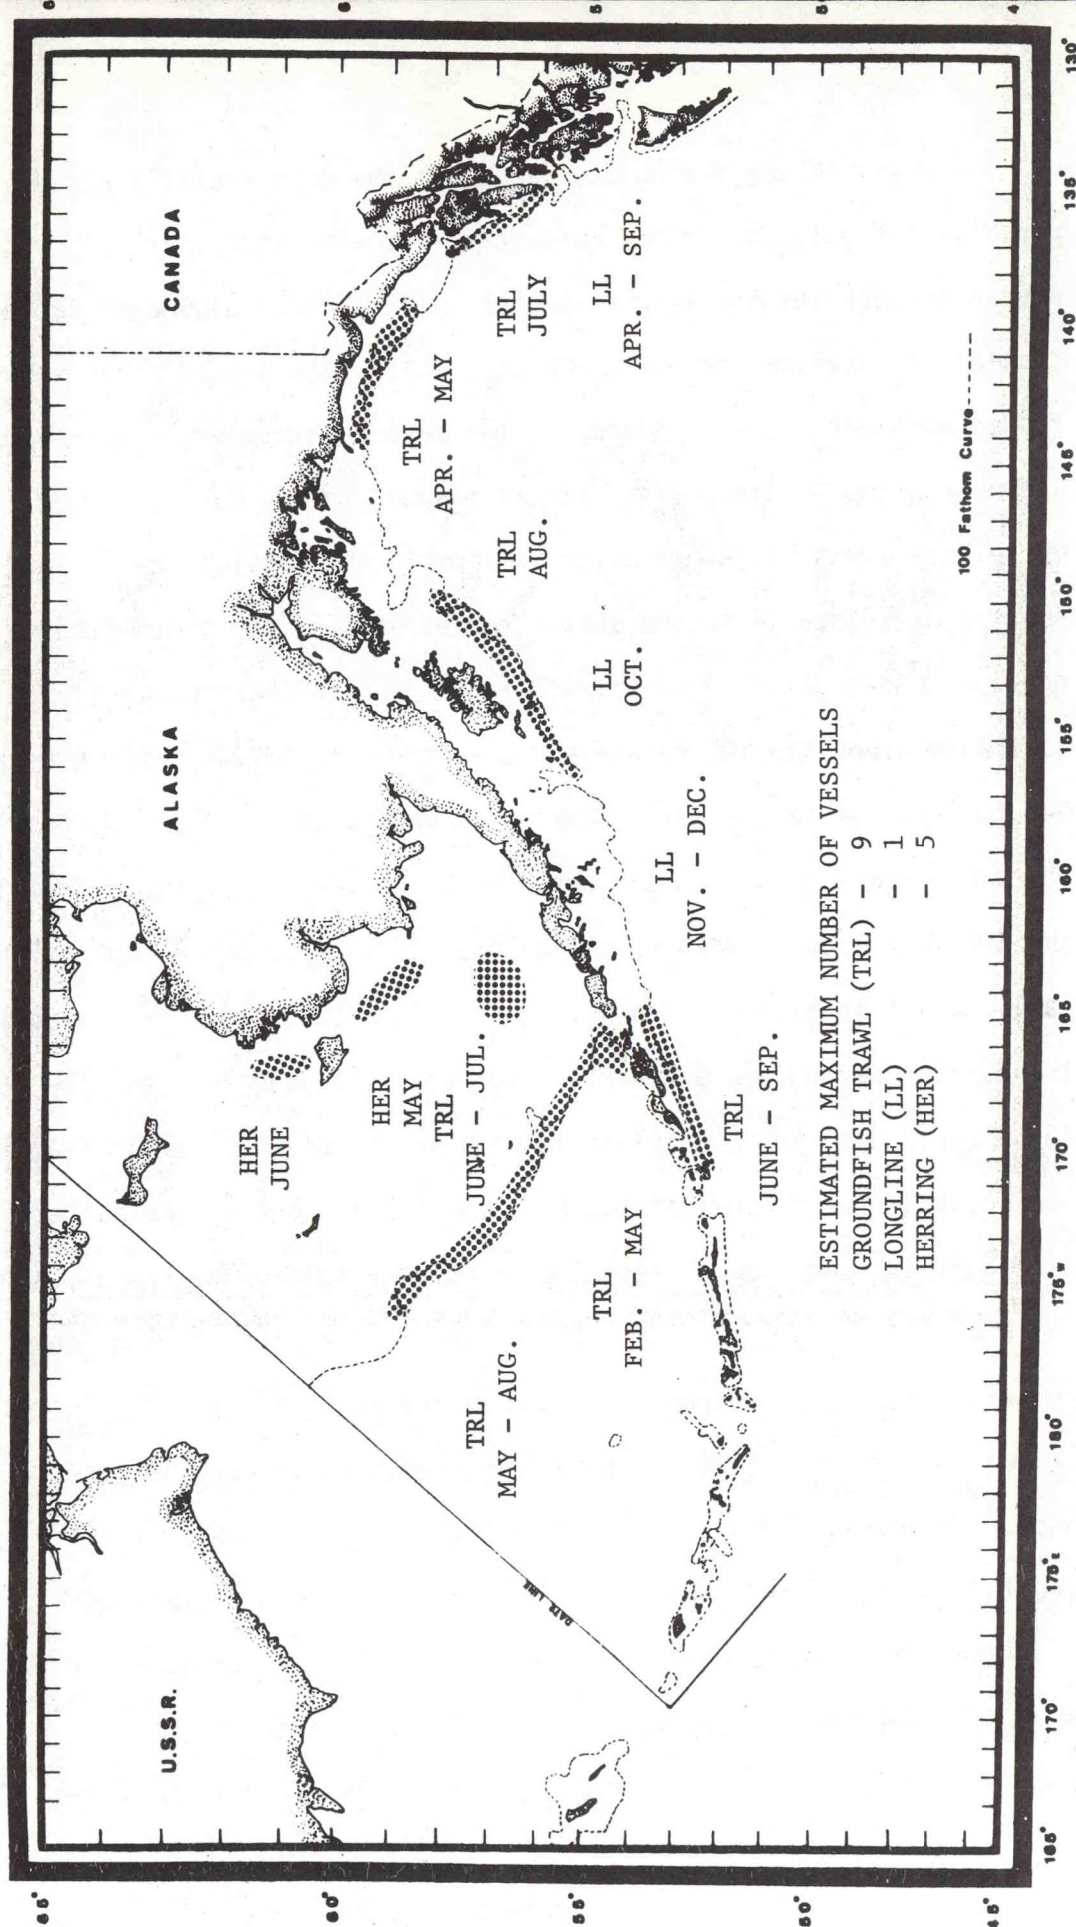 U.S.S.R.
ALASKA
CANADA
DATE LINE
HER
JUNE
HER
MAY
TRL
JUNE - JUL.
TRL
MAY - AUG.
TRL
FEB. - MAY
TRL
JUNE - SEP.
LL
NOV. - DEC.
LL
OCT.
TRL
AUG.
TRL
APR. - MAY
TRL
JULY
LL
APR. - SEP.
ESTIMATED MAXIMUM NUMBER OF VESSELS
GROUNDFISH TRAWL (TRL) - 9
LONGLINE (LL) - 1
HERRING (HER) - 5
100 Fathom Curve-----
65°
60°
55°
50°
45°
165°
170°
175°E
180°
175°W
170°
165°
160°
155°
150°
145°
140°
135°
130°